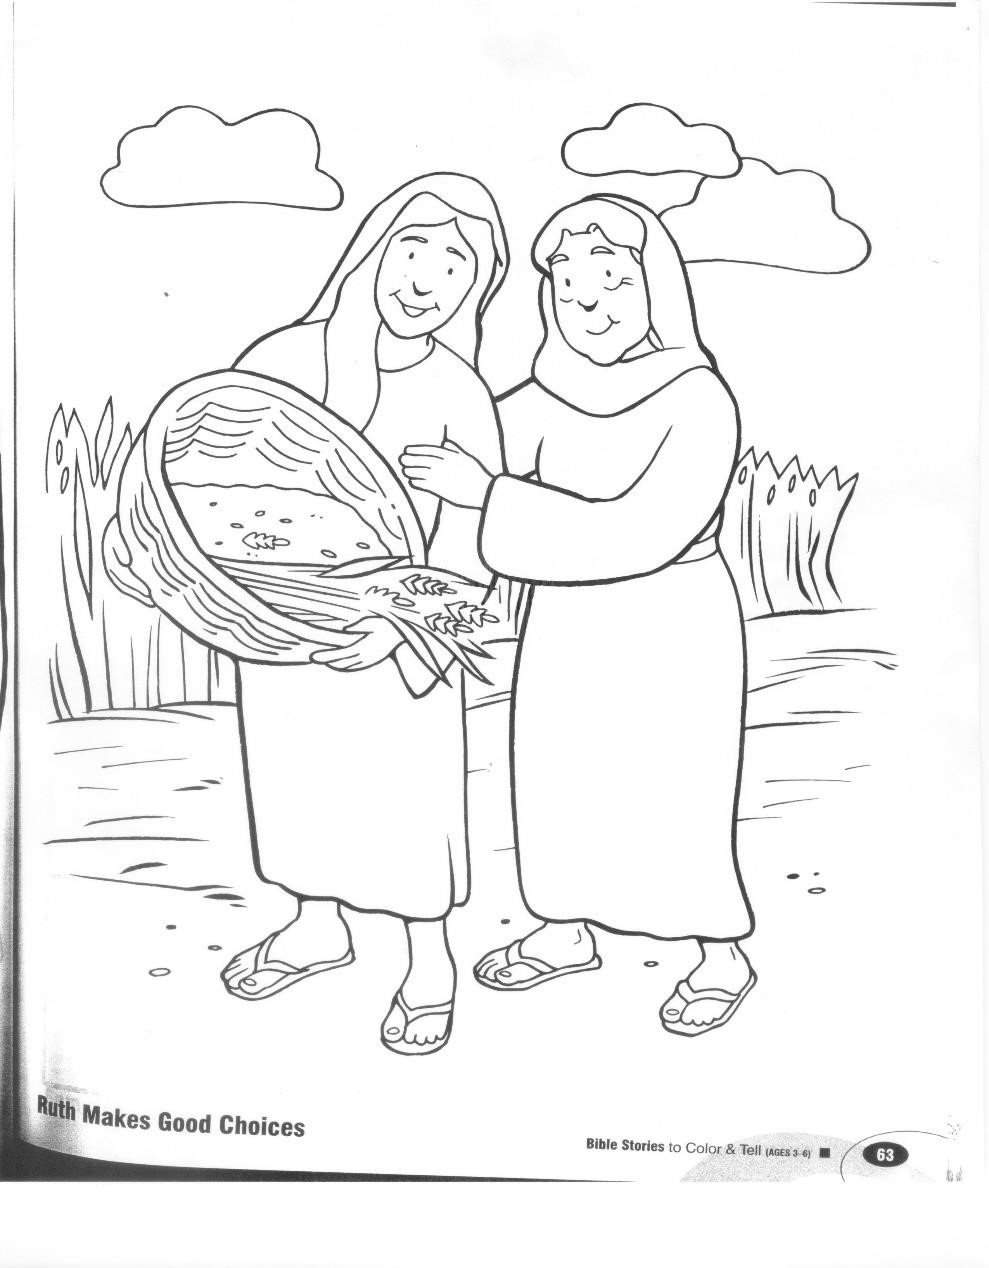 Ruth Makes Good Choices
Bible Stories to Color & Tell (AGES 3-6) ■ 63